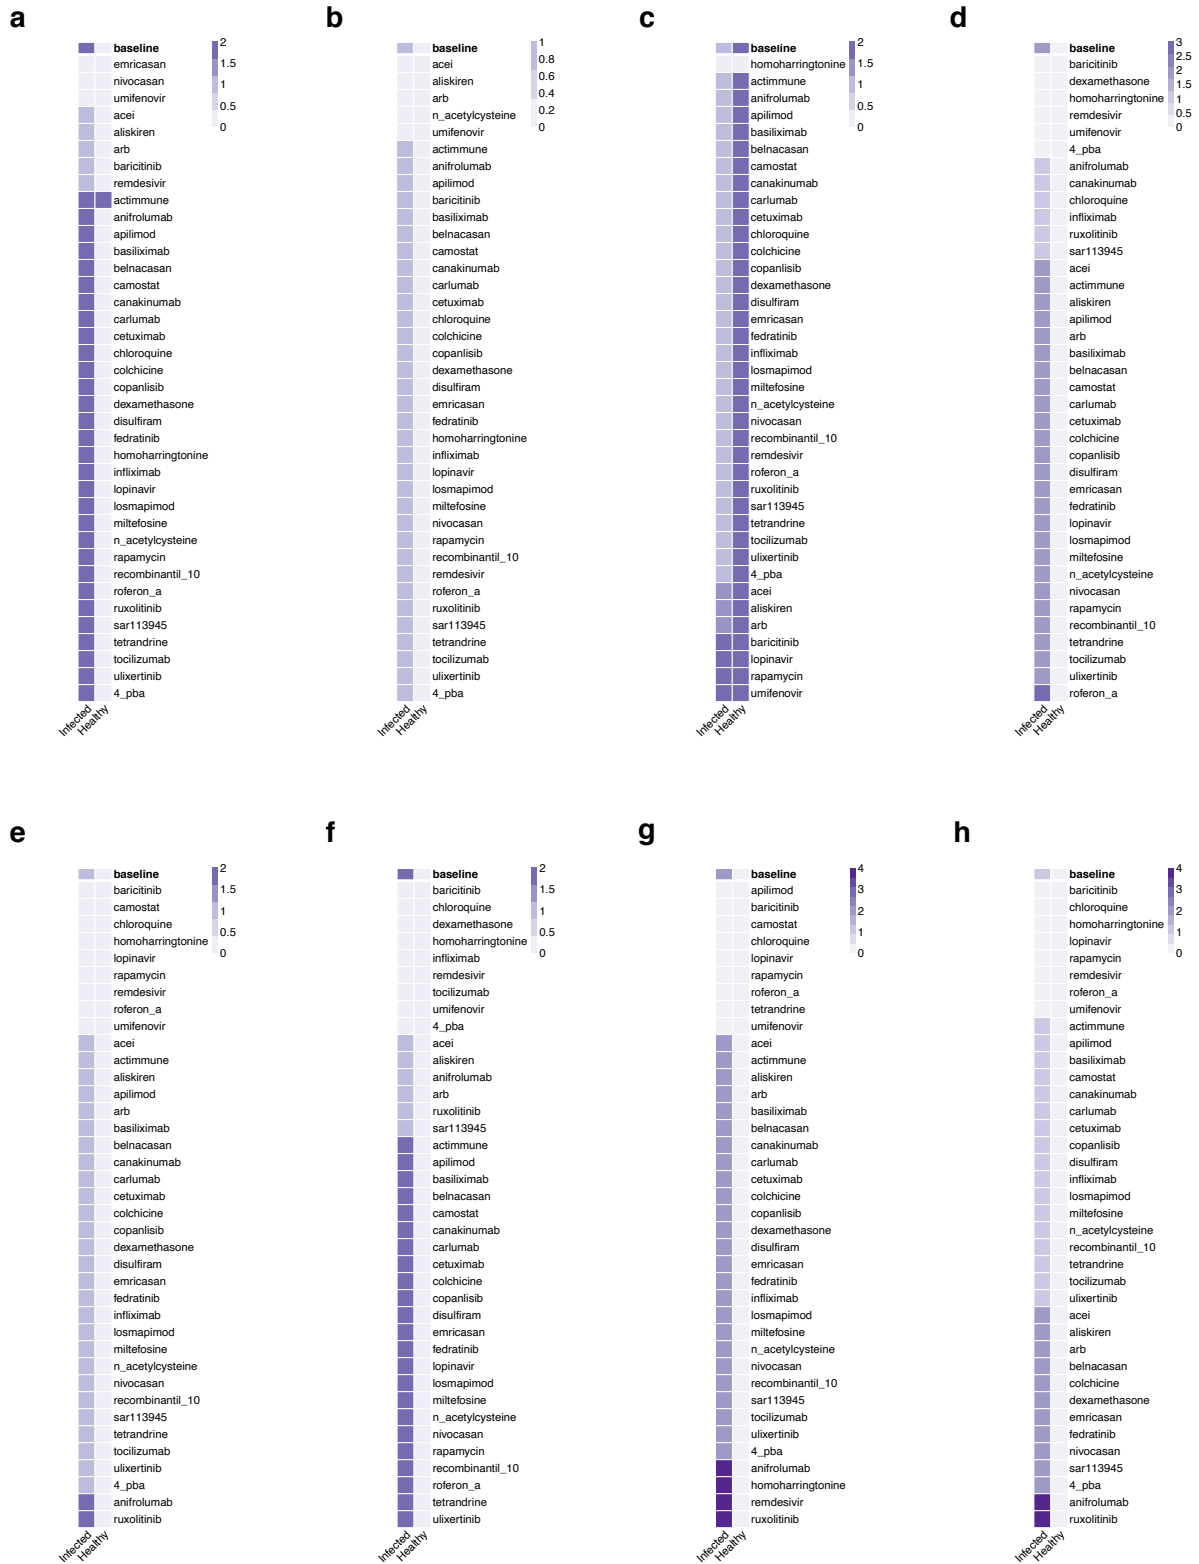 a
baseline
emricasan
nivocasan
umifenovir
acei
aliskiren
arb
baricitinib
remdesivir
actimmune
anifrolumab
apilimod
basiliximab
belnacasan
camostat
canakinumab
carlumab
cetuximab
chloroquine
colchicine
copanlisib
dexamethasone
disulfiram
fedratinib
homoharringtonine
infliximab
lopinavir
losmapimod
miltefosine
n_acetylcysteine
rapamycin
recombinantil_10
roferon_a
ruxolitinib
sar113945
tetrandrine
tocilizumab
ulixertinib
4_pba
Infected
Healthy
2
1.5
1
0.5
0
b
baseline
acei
aliskiren
arb
n_acetylcysteine
umifenovir
actimmune
anifrolumab
apilimod
baricitinib
basiliximab
belnacasan
camostat
canakinumab
carlumab
cetuximab
chloroquine
colchicine
copanlisib
dexamethasone
disulfiram
emricasan
fedratinib
homoharringtonine
infliximab
lopinavir
losmapimod
miltefosine
nivocasan
rapamycin
recombinantil_10
remdesivir
roferon_a
ruxolitinib
sar113945
tetrandrine
tocilizumab
ulixertinib
4_pba
Infected
Healthy
1
0.8
0.6
0.4
0.2
0
c
baseline
homoharringtonine
actimmune
anifrolumab
apilimod
basiliximab
belnacasan
camostat
canakinumab
carlumab
cetuximab
chloroquine
colchicine
copanlisib
dexamethasone
disulfiram
emricasan
fedratinib
infliximab
losmapimod
miltefosine
n_acetylcysteine
nivocasan
recombinantil_10
remdesivir
roferon_a
ruxolitinib
sar113945
tetrandrine
tocilizumab
ulixertinib
4_pba
acei
aliskiren
arb
baricitinib
lopinavir
rapamycin
umifenovir
Infected
Healthy
2
1.5
1
0.5
0
d
baseline
baricitinib
dexamethasone
homoharringtonine
remdesivir
umifenovir
4_pba
anifrolumab
canakinumab
chloroquine
infliximab
ruxolitinib
sar113945
acei
actimmune
aliskiren
apilimod
arb
basiliximab
belnacasan
camostat
carlumab
cetuximab
colchicine
copanlisib
disulfiram
emricasan
fedratinib
lopinavir
losmapimod
miltefosine
n_acetylcysteine
nivocasan
rapamycin
recombinantil_10
tetrandrine
tocilizumab
ulixertinib
roferon_a
Infected
Healthy
3
2.5
2
1.5
1
0.5
0
e
baseline
baricitinib
camostat
chloroquine
homoharringtonine
lopinavir
rapamycin
remdesivir
roferon_a
umifenovir
acei
actimmune
aliskiren
apilimod
arb
basiliximab
belnacasan
canakinumab
carlumab
cetuximab
colchicine
copanlisib
dexamethasone
disulfiram
emricasan
fedratinib
infliximab
losmapimod
miltefosine
n_acetylcysteine
nivocasan
recombinantil_10
sar113945
tetrandrine
tocilizumab
ulixertinib
4_pba
anifrolumab
ruxolitinib
Infected
Healthy
2
1.5
1
0.5
0
f
baseline
baricitinib
chloroquine
dexamethasone
homoharringtonine
infliximab
remdesivir
tocilizumab
umifenovir
4_pba
acei
aliskiren
anifrolumab
arb
ruxolitinib
sar113945
actimmune
apilimod
basiliximab
belnacasan
camostat
canakinumab
carlumab
cetuximab
colchicine
copanlisib
disulfiram
emricasan
fedratinib
lopinavir
losmapimod
miltefosine
n_acetylcysteine
nivocasan
rapamycin
recombinantil_10
roferon_a
tetrandrine
ulixertinib
Infected
Healthy
2
1.5
1
0.5
0
g
baseline
apilimod
baricitinib
camostat
chloroquine
lopinavir
rapamycin
roferon_a
tetrandrine
umifenovir
acei
actimmune
aliskiren
arb
basiliximab
belnacasan
canakinumab
carlumab
cetuximab
colchicine
copanlisib
dexamethasone
disulfiram
emricasan
fedratinib
infliximab
losmapimod
miltefosine
n_acetylcysteine
nivocasan
recombinantil_10
sar113945
tocilizumab
ulixertinib
4_pba
anifrolumab
homoharringtonine
remdesivir
ruxolitinib
Infected
Healthy
4
3
2
1
0
h
baseline
baricitinib
chloroquine
homoharringtonine
lopinavir
rapamycin
remdesivir
roferon_a
umifenovir
actimmune
apilimod
basiliximab
camostat
canakinumab
carlumab
cetuximab
copanlisib
disulfiram
infliximab
losmapimod
miltefosine
n_acetylcysteine
recombinantil_10
tetrandrine
tocilizumab
ulixertinib
acei
aliskiren
arb
belnacasan
colchicine
dexamethasone
emricasan
fedratinib
nivocasan
sar113945
4_pba
anifrolumab
ruxolitinib
Infected
Healthy
4
3
2
1
0